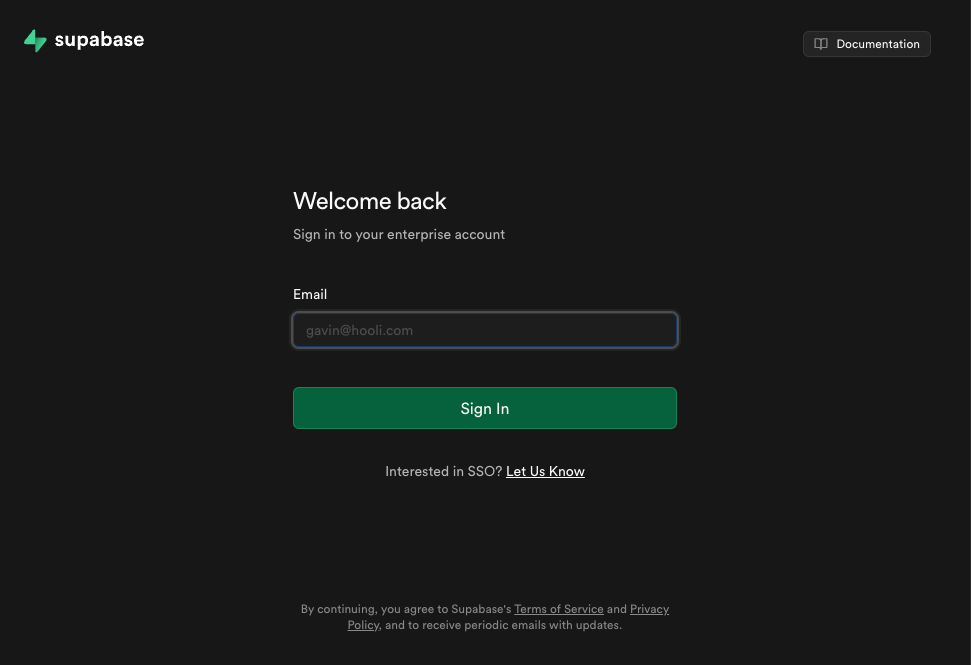 supabase
Documentation
Welcome back
Sign in to your enterprise account
Email
gavin@hooli.com
Sign In
Interested in SSO? Let Us Know
By continuing, you agree to Supabase's Terms of Service and Privacy
Policy, and to receive periodic emails with updates.